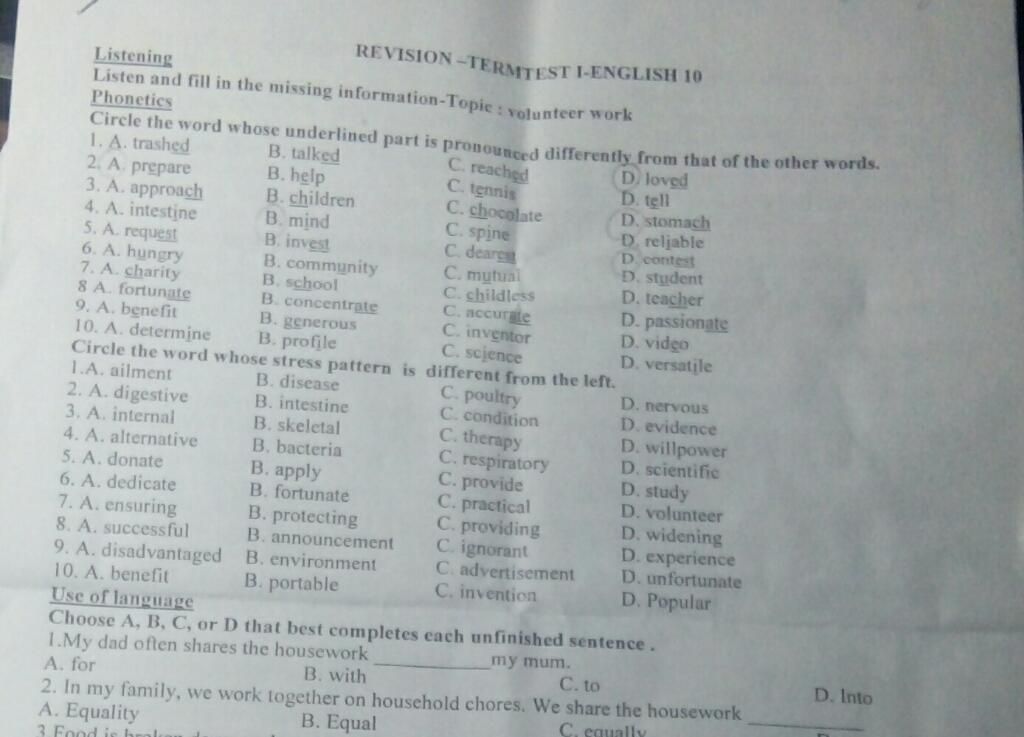 REVISION –TERMTEST I-ENGLISH 10
Listening
Listen and fill in the missing information-Topic : volunteer work
Phonetics
Circle the word whose underlined part is pronounced differently from that of the other words.
1. A. trashed B. talked C. reached D. loved
2. A. prepare B. help C. tennis D. tell
3. A. approach B. children C. chocolate D. stomach
4. A. intestine B. mind C. spine D. reliable
5. A. request B. invest C. dearest D. contest
6. A. hungry B. community C. mutual D. student
7. A. charity B. school C. childless D. teacher
8 A. fortunate B. concentrate C. accurate D. passionate
9. A. benefit B. generous C. inventor D. video
10. A. determine B. profile C. science D. versatile
Circle the word whose stress pattern is different from the left.
1.A. ailment B. disease C. poultry D. nervous
2. A. digestive B. intestine C. condition D. evidence
3. A. internal B. skeletal C. therapy D. willpower
4. A. alternative B. bacteria C. respiratory D. scientific
5. A. donate B. apply C. provide D. study
6. A. dedicate B. fortunate C. practical D. volunteer
7. A. ensuring B. protecting C. providing D. widening
8. A. successful B. announcement C. ignorant D. experience
9. A. disadvantaged B. environment C. advertisement D. unfortunate
10. A. benefit B. portable C. invention D. Popular
Use of language
Choose A, B, C, or D that best completes each unfinished sentence .
1.My dad often shares the housework ________ my mum.
A. for B. with C. to D. Into
2. In my family, we work together on household chores. We share the housework ________
A. Equality B. Equal C. equally
3 Food is